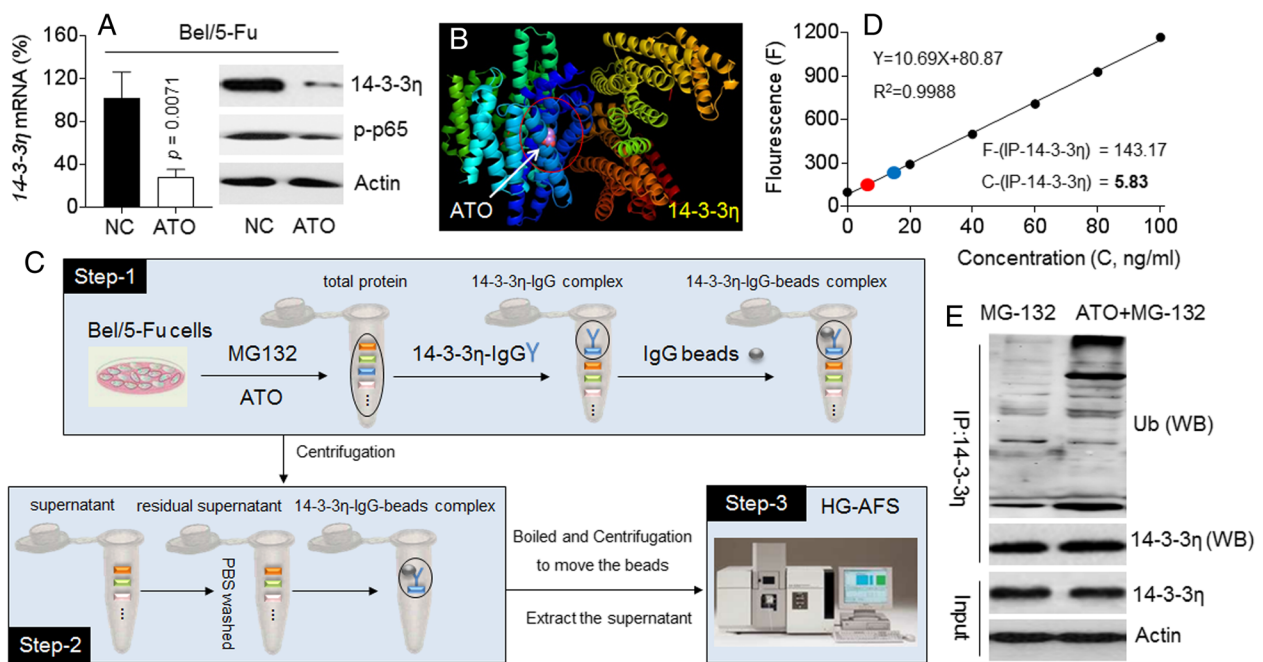 A
Bel/5-Fu
14-3-3η mRNA (%)
160
120
80
40
0
p = 0.0071
NC
ATO
14-3-3η
p-p65
Actin
NC
ATO
B
ATO
14-3-3η
D
Flourescence (F)
1200
900
600
300
0
Y=10.69X+80.87
R²=0.9988
F-(IP-14-3-3η) = 143.17
C-(IP-14-3-3η) = 5.83
0
20
40
60
80
100
Concentration (C, ng/ml)
C
Step-1
total protein
14-3-3η-IgG complex
14-3-3η-IgG-beads complex
Bel/5-Fu cells
MG132
ATO
14-3-3η-IgG
IgG beads
Centrifugation
supernatant
residual supernatant
14-3-3η-IgG-beads complex
PBS washed
Step-2
Boiled and Centrifugation
to move the beads
Extract the supernatant
Step-3
HG-AFS
E
MG-132
ATO+MG-132
IP:14-3-3η
Ub (WB)
14-3-3η (WB)
Input
14-3-3η
Actin